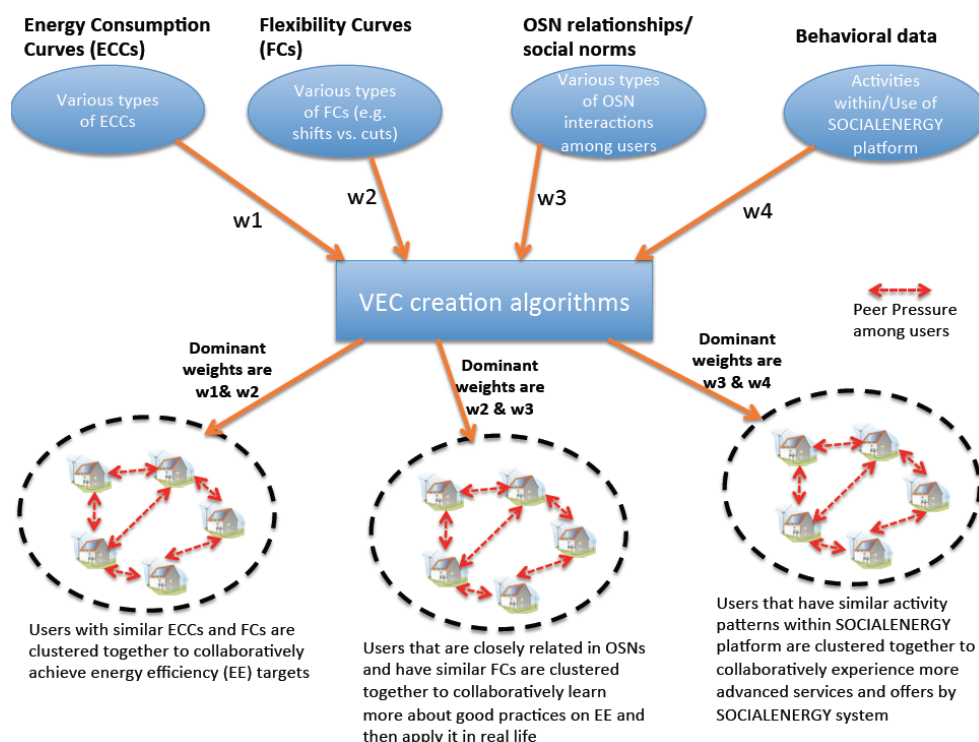 Energy Consumption
Curves (ECCs)
Flexibility Curves
(FCs)
OSN relationships/
social norms
Behavioral data
Various types
of ECCs
Various types
of FCs (e.g.
shifts vs. cuts)
Various types
of OSN
interactions
among users
Activities
within/Use of
SOCIALENERGY
platform
w1
w2
w3
w4
VEC creation algorithms
Peer Pressure
among users
Dominant
weights are
w1& w2
Dominant
weights are
w2 & w3
Dominant
weights are
w3 & w4
Users with similar ECCs and FCs are
clustered together to collaboratively
achieve energy efficiency (EE) targets
Users that are closely related in OSNs
and have similar FCs are clustered
together to collaboratively learn
more about good practices on EE and
then apply it in real life
Users that have similar activity
patterns within SOCIALENERGY
platform are clustered together to
collaboratively experience more
advanced services and offers by
SOCIALENERGY system